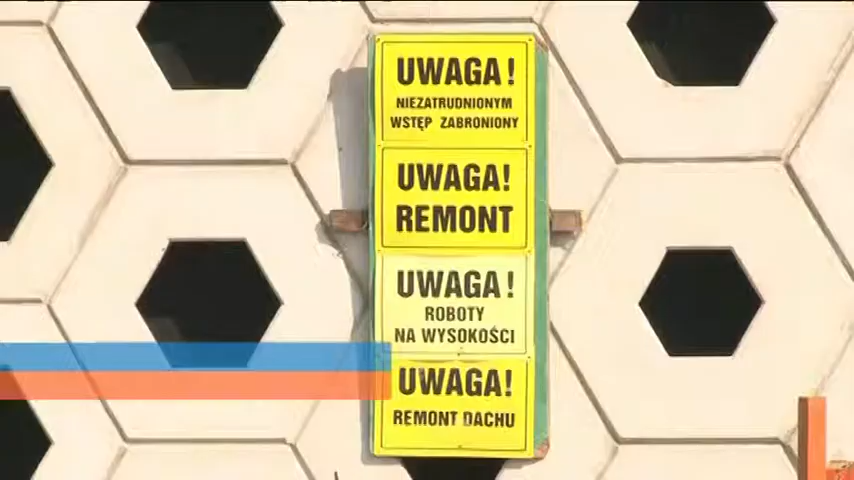 UWAGA!
NIEZATRUDNIONYM
WSTĘP ZABRONIONY
UWAGA!
REMONT
UWAGA!
ROBOTY
NA WYSOKOŚCI
UWAGA!
REMONT DACHU